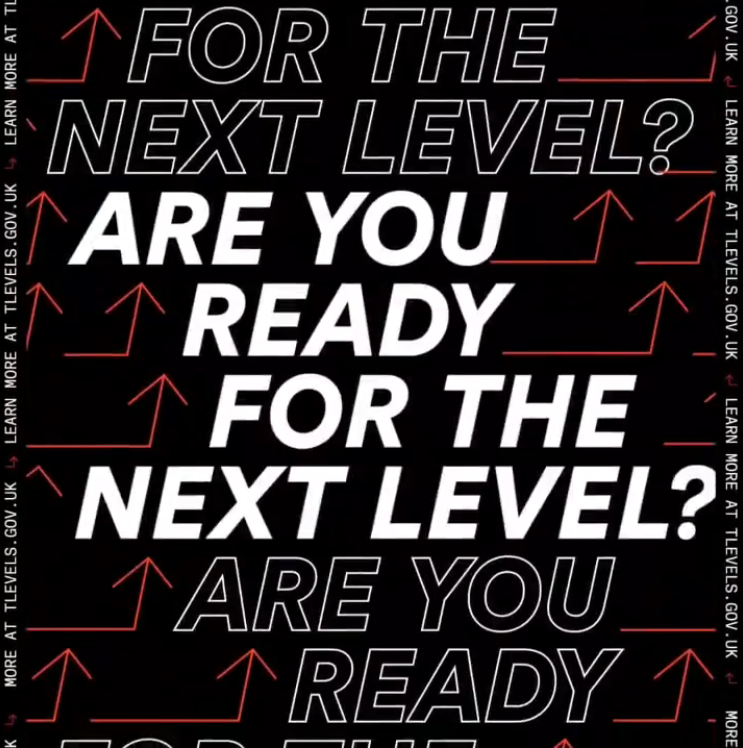 FOR THE
NEXT LEVEL?
ARE YOU
READY
FOR THE
NEXT LEVEL?
ARE YOU
READY
FOR THE
LEARN MORE AT TL
LEARN MORE AT TLEVELS.GOV.UK
MORE AT TLEVELS.GOV.UK
K
.GOV.UK
LEARN MORE AT TLEVELS.GOV.UK
LEARN MORE AT TLEVELS.GOV.UK
MORE